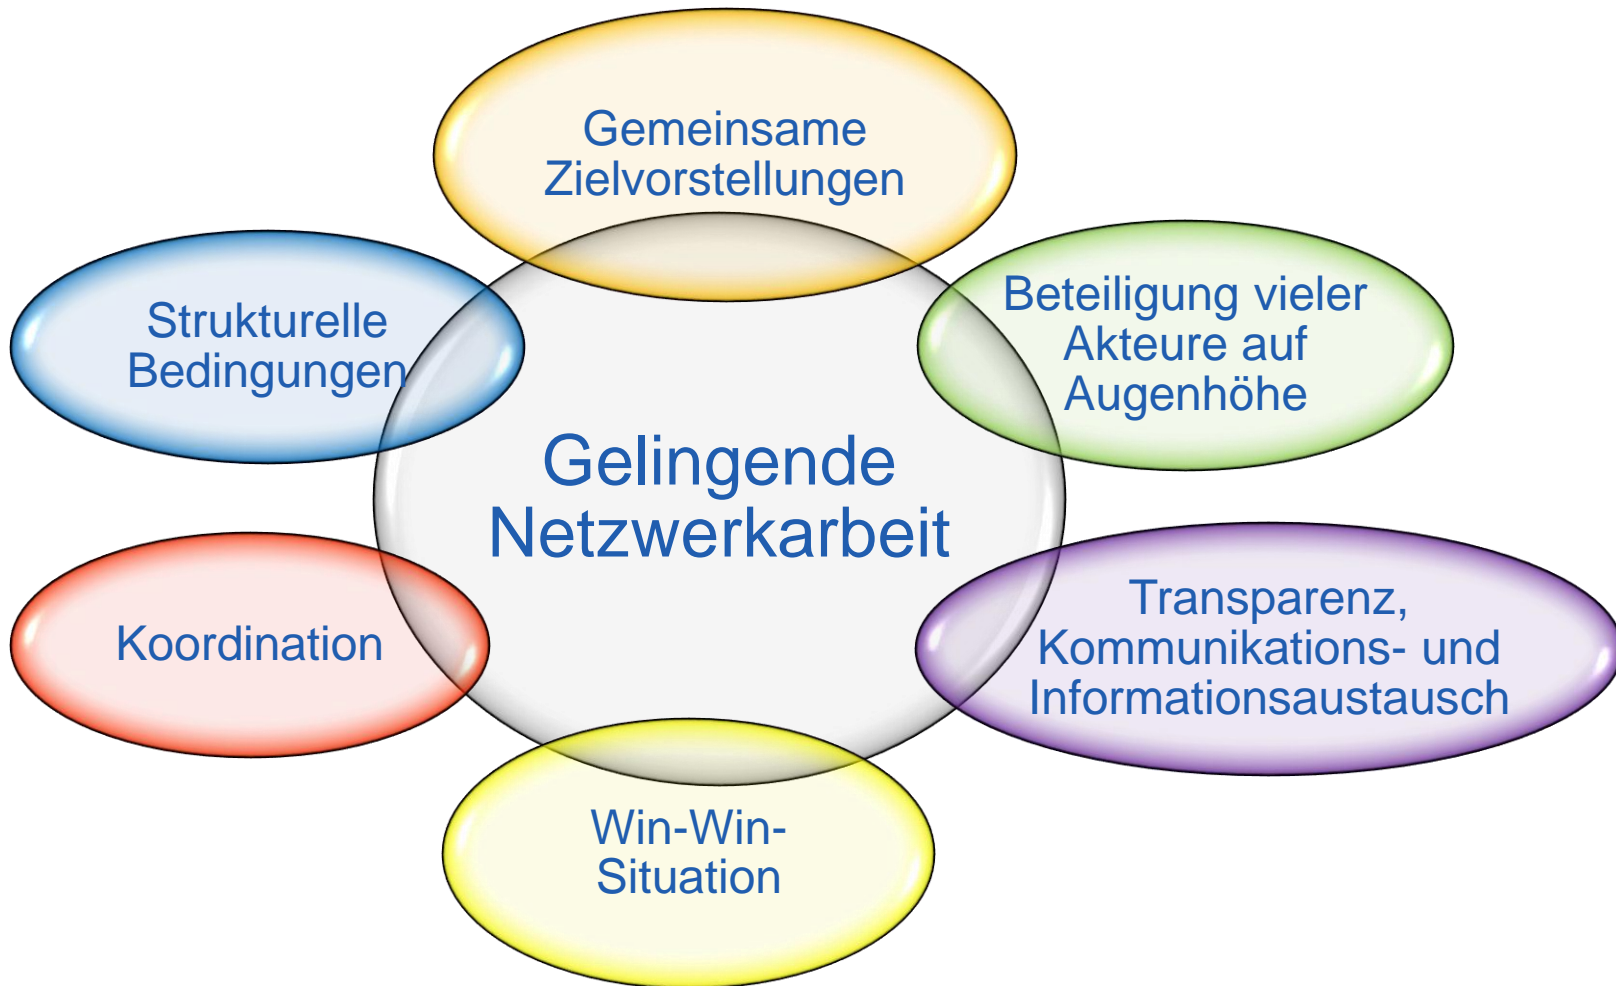 Gemeinsame
Zielvorstellungen
Beteiligung vieler
Akteure auf
Augenhöhe
Transparenz,
Kommunikations- und
Informationsaustausch
Win-Win-
Situation
Koordination
Strukturelle
Bedingungen
Gelingende
Netzwerkarbeit